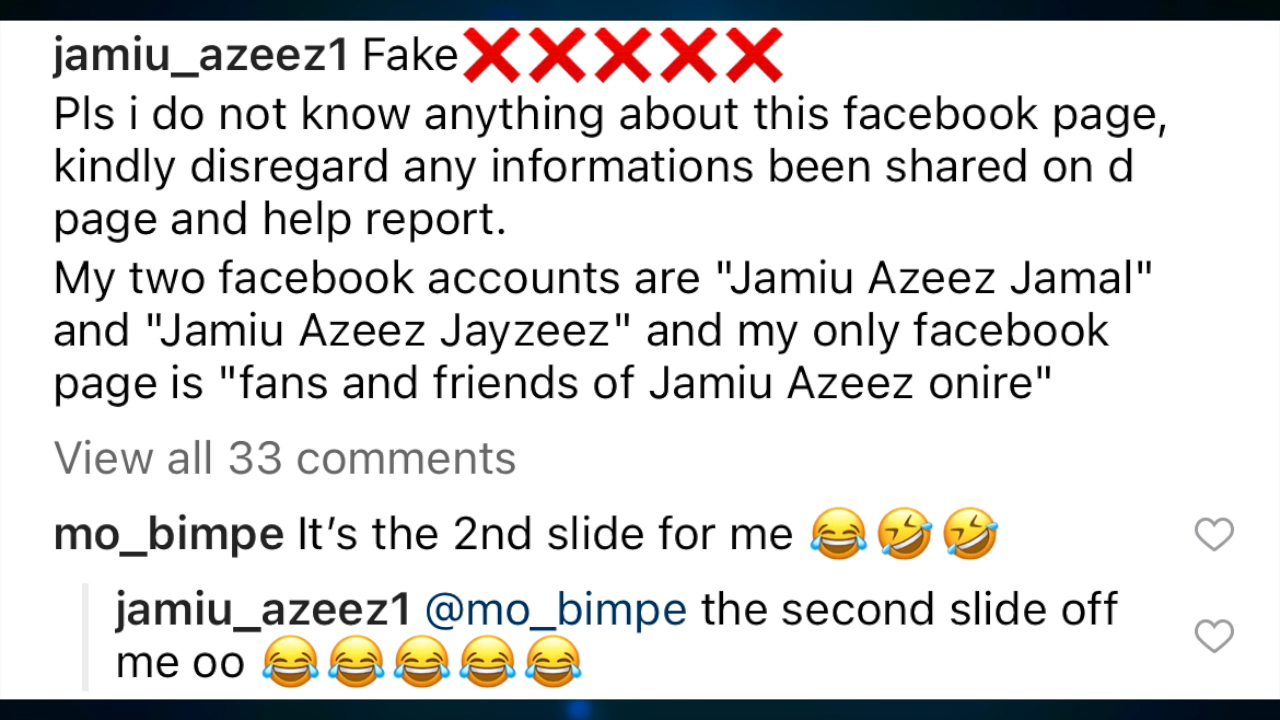 jamiu_azeez1 Fake❌❌❌❌❌
Pls i do not know anything about this facebook page,
kindly disregard any informations been shared on d
page and help report.
My two facebook accounts are "Jamiu Azeez Jamal"
and "Jamiu Azeez Jayzeez" and my only facebook
page is "fans and friends of Jamiu Azeez onire"
View all 33 comments
mo_bimpe It’s the 2nd slide for me 😂🤣🤣
jamiu_azeez1 @mo_bimpe the second slide off
me oo 😂😂😂😂😂